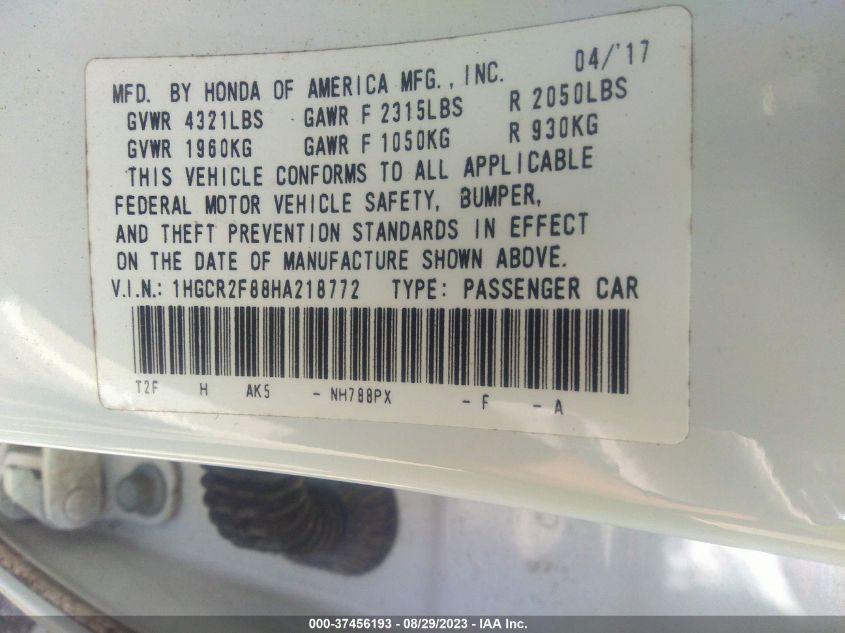 MFD. BY HONDA OF AMERICA MFG., INC. 04/'17
GVWR 4321LBS GAWR F 2315LBS R 2050LBS
GVWR 1960KG GAWR F 1050KG R 930KG
THIS VEHICLE CONFORMS TO ALL APPLICABLE
FEDERAL MOTOR VEHICLE SAFETY, BUMPER,
AND THEFT PREVENTION STANDARDS IN EFFECT
ON THE DATE OF MANUFACTURE SHOWN ABOVE.
V.I.N.: 1HGCR2F88HA218772 TYPE: PASSENGER CAR
T2F H AK5 - NH788PX - F - A
000-37456193 - 08/29/2023 - IAA Inc.